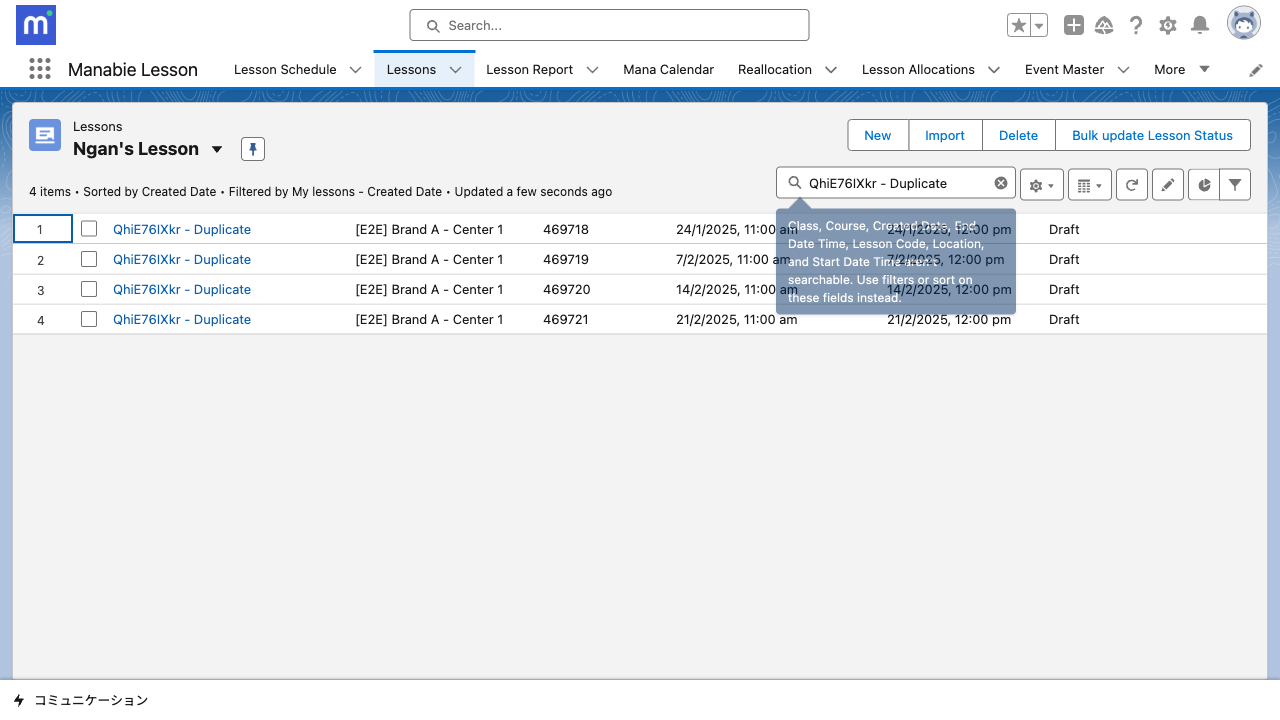 m
Search...
Manabie Lesson
Lesson Schedule
Lessons
Lesson Report
Mana Calendar
Reallocation
Lesson Allocations
Event Master
More
Lessons
Ngan's Lesson
New
Import
Delete
Bulk update Lesson Status
4 items • Sorted by Created Date • Filtered by My lessons - Created Date • Updated a few seconds ago
QhiE76IXkr - Duplicate
Class, Course, Created Date, End
Date Time, Lesson Code, Location,
and Start Date Time aren't
searchable. Use filters or sort on
these fields instead.
1 QhiE76IXkr - Duplicate [E2E] Brand A - Center 1 469718 24/1/2025, 11:00 am 24/1/2025, 12:00 pm Draft
2 QhiE76IXkr - Duplicate [E2E] Brand A - Center 1 469719 7/2/2025, 11:00 am 7/2/2025, 12:00 pm Draft
3 QhiE76IXkr - Duplicate [E2E] Brand A - Center 1 469720 14/2/2025, 11:00 am 14/2/2025, 12:00 pm Draft
4 QhiE76IXkr - Duplicate [E2E] Brand A - Center 1 469721 21/2/2025, 11:00 am 21/2/2025, 12:00 pm Draft
コミュニケーション